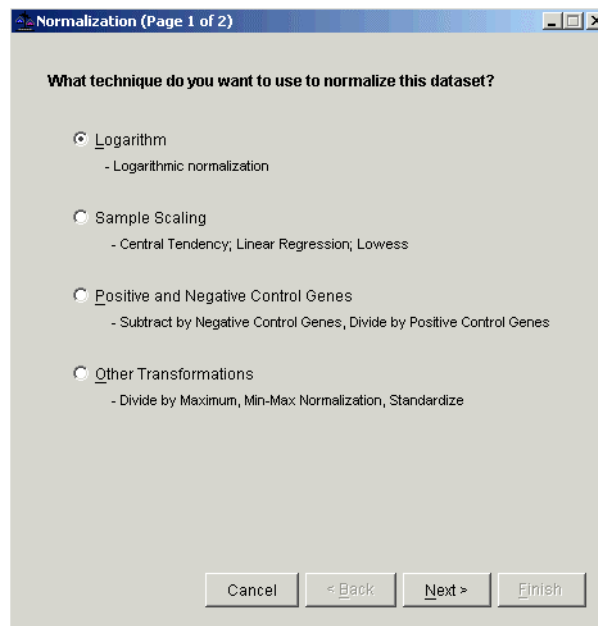 Normalization (Page 1 of 2)
What technique do you want to use to normalize this dataset?
Logarithm
- Logarithmic normalization
Sample Scaling
- Central Tendency; Linear Regression; Lowess
Positive and Negative Control Genes
- Subtract by Negative Control Genes, Divide by Positive Control Genes
Other Transformations
- Divide by Maximum, Min-Max Normalization, Standardize
Cancel
< Back
Next >
Finish